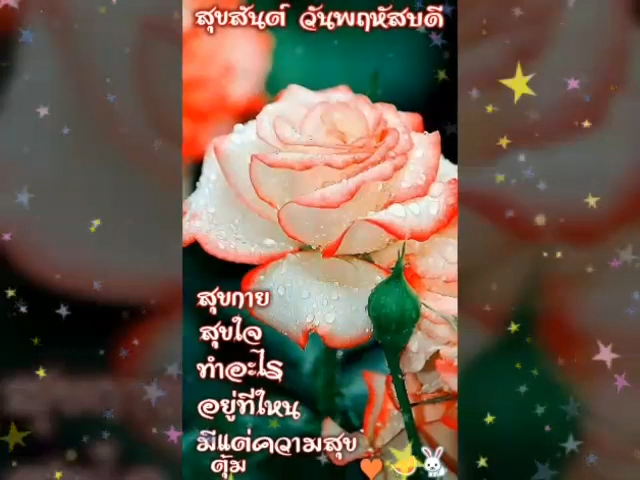 สุขสันต์ วันพฤหัสบดี
สุขกาย
สุขใจ
ทำอะไร
อยู่ที่ไหน
มีแต่ความสุข
ตุ้ม